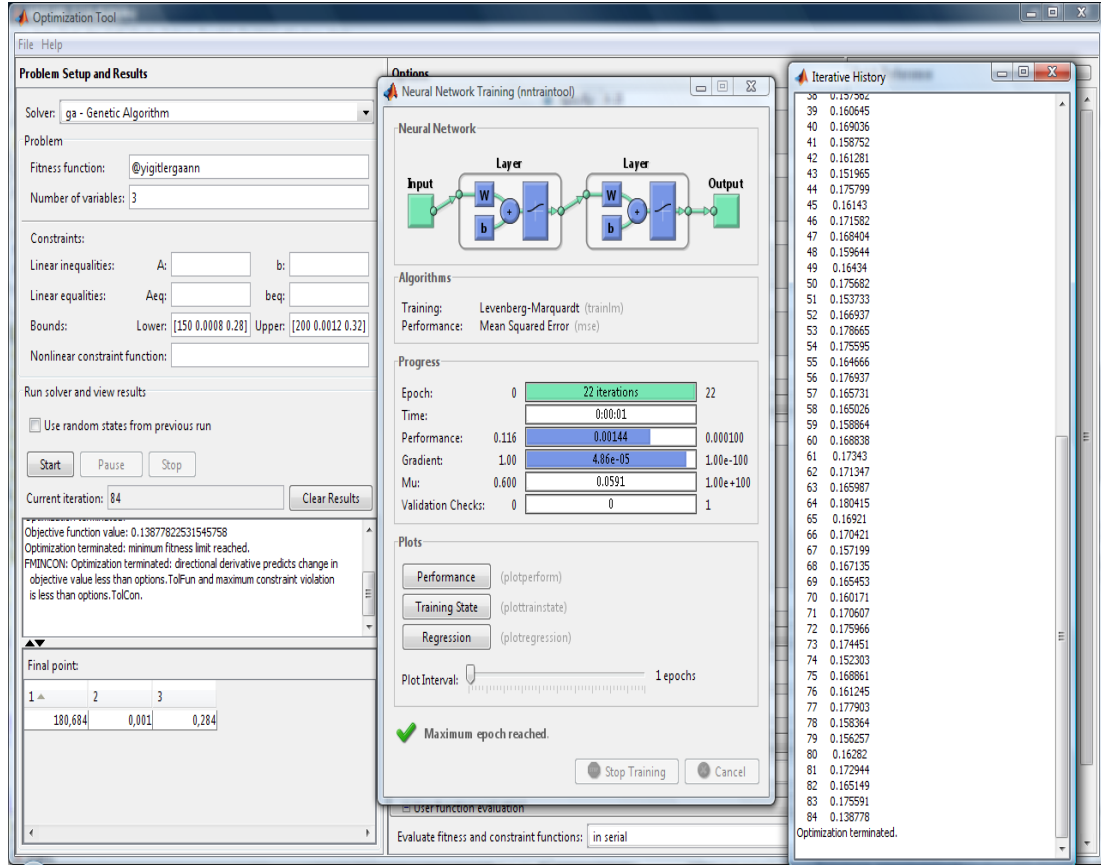 Optimization Tool
File Help
Problem Setup and Results
Solver: ga - Genetic Algorithm
Problem
Fitness function: @yigitlergaann
Number of variables: 3
Constraints:
Linear inequalities: A: b:
Linear equalities: Aeq: beq:
Bounds: Lower: [150 0.0008 0.28] Upper: [200 0.0012 0.32]
Nonlinear constraint function:
Run solver and view results
Use random states from previous run
Start Pause Stop
Current iteration: 84 Clear Results
Objective function value: 0.13877822531545758
Optimization terminated: minimum fitness limit reached.
FMINCON: Optimization terminated: directional derivative predicts change in
objective value less than options.TolFun and maximum constraint violation
is less than options.TolCon.
Final point:
1 2 3
180,684 0,001 0,284
Options
Neural Network Training (nntraintool)
Neural Network
Layer Layer
Input Output
W W
+ +
b b
Algorithms
Training: Levenberg-Marquardt (trainlm)
Performance: Mean Squared Error (mse)
Progress
Epoch: 0 22 iterations 22
Time: 0:00:01
Performance: 0.116 0.00144 0.000100
Gradient: 1.00 4.86e-05 1.00e-100
Mu: 0.600 0.0591 1.00e+100
Validation Checks: 0 0 1
Plots
Performance (plotperform)
Training State (plottrainstate)
Regression (plotregression)
Plot Interval: 1 epochs
Maximum epoch reached.
Stop Training Cancel
User function evaluation
Evaluate fitness and constraint functions: in serial
Iterative History
38 0.157562
39 0.160645
40 0.169036
41 0.158752
42 0.161281
43 0.151965
44 0.175799
45 0.16143
46 0.171582
47 0.168404
48 0.159644
49 0.16434
50 0.175682
51 0.153733
52 0.166937
53 0.178665
54 0.175595
55 0.164666
56 0.176937
57 0.165731
58 0.165026
59 0.158864
60 0.168838
61 0.17343
62 0.171347
63 0.165987
64 0.180415
65 0.16921
66 0.170421
67 0.157199
68 0.167135
69 0.165453
70 0.160171
71 0.170607
72 0.175966
73 0.174451
74 0.152303
75 0.168861
76 0.161245
77 0.177903
78 0.158364
79 0.156257
80 0.16282
81 0.172944
82 0.165149
83 0.175591
84 0.138778
Optimization terminated.